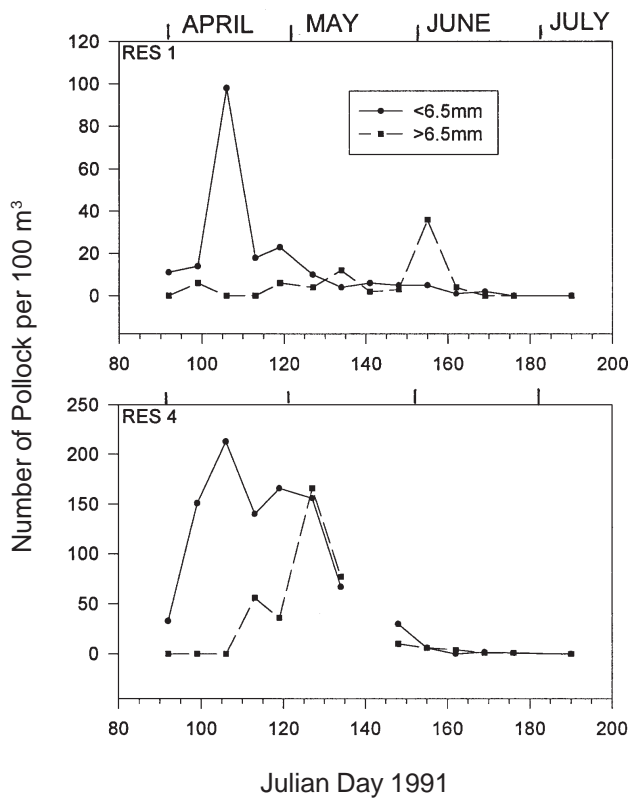 APRIL MAY JUNE JULY
RES 1
<6.5mm
>6.5mm
120
100
80
60
40
20
0
80 100 120 140 160 180 200
RES 4
250
200
150
100
50
0
80 100 120 140 160 180 200
Number of Pollock per 100 m³
Julian Day 1991